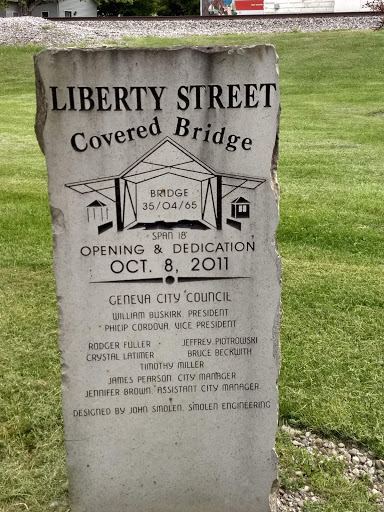 LIBERTY STREET
Covered Bridge
BRIDGE
35/04/65
SPAN 18'
OPENING & DEDICATION
OCT. 8, 2011
GENEVA CITY COUNCIL
WILLIAM BUSKIRK, PRESIDENT
PHILIP CORDOVA, VICE PRESIDENT
RODGER FULLER JEFFREY PIOTROWSKI
CRYSTAL LATIMER BRUCE BECKWITH
TIMOTHY MILLER
JAMES PEARSON, CITY MANAGER
JENNIFER BROWN, ASSISTANT CITY MANAGER
DESIGNED BY JOHN SMOLEN, SMOLEN ENGINEERING